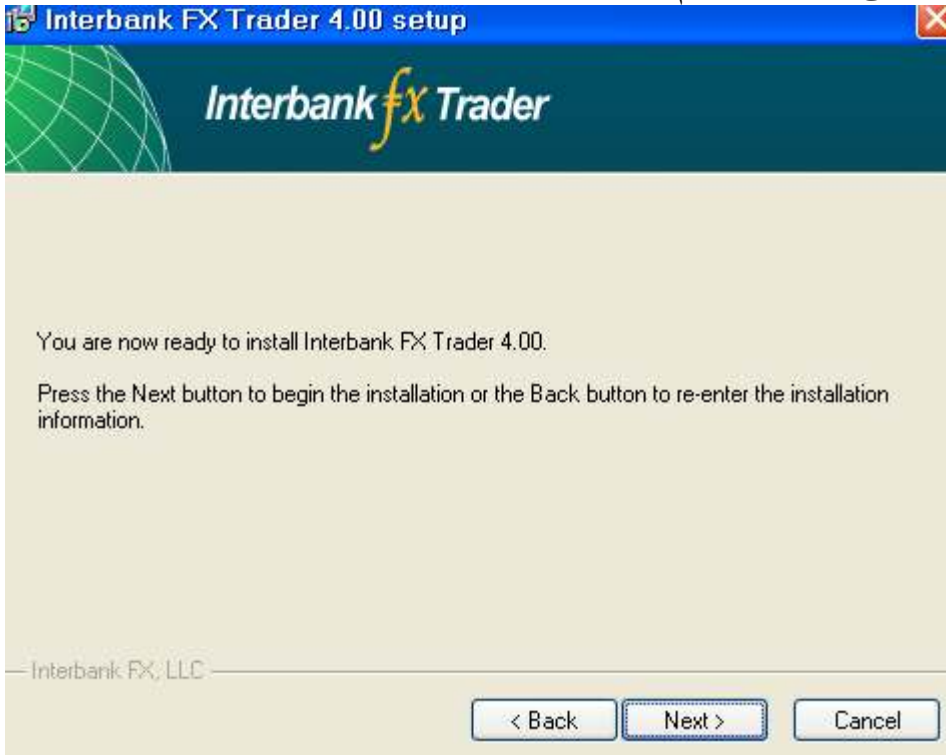 Interbank FX Trader 4.00 setup
Interbank fx Trader
You are now ready to install Interbank FX Trader 4.00.
Press the Next button to begin the installation or the Back button to re-enter the installation
information.
Interbank FX, LLC
< Back Next > Cancel